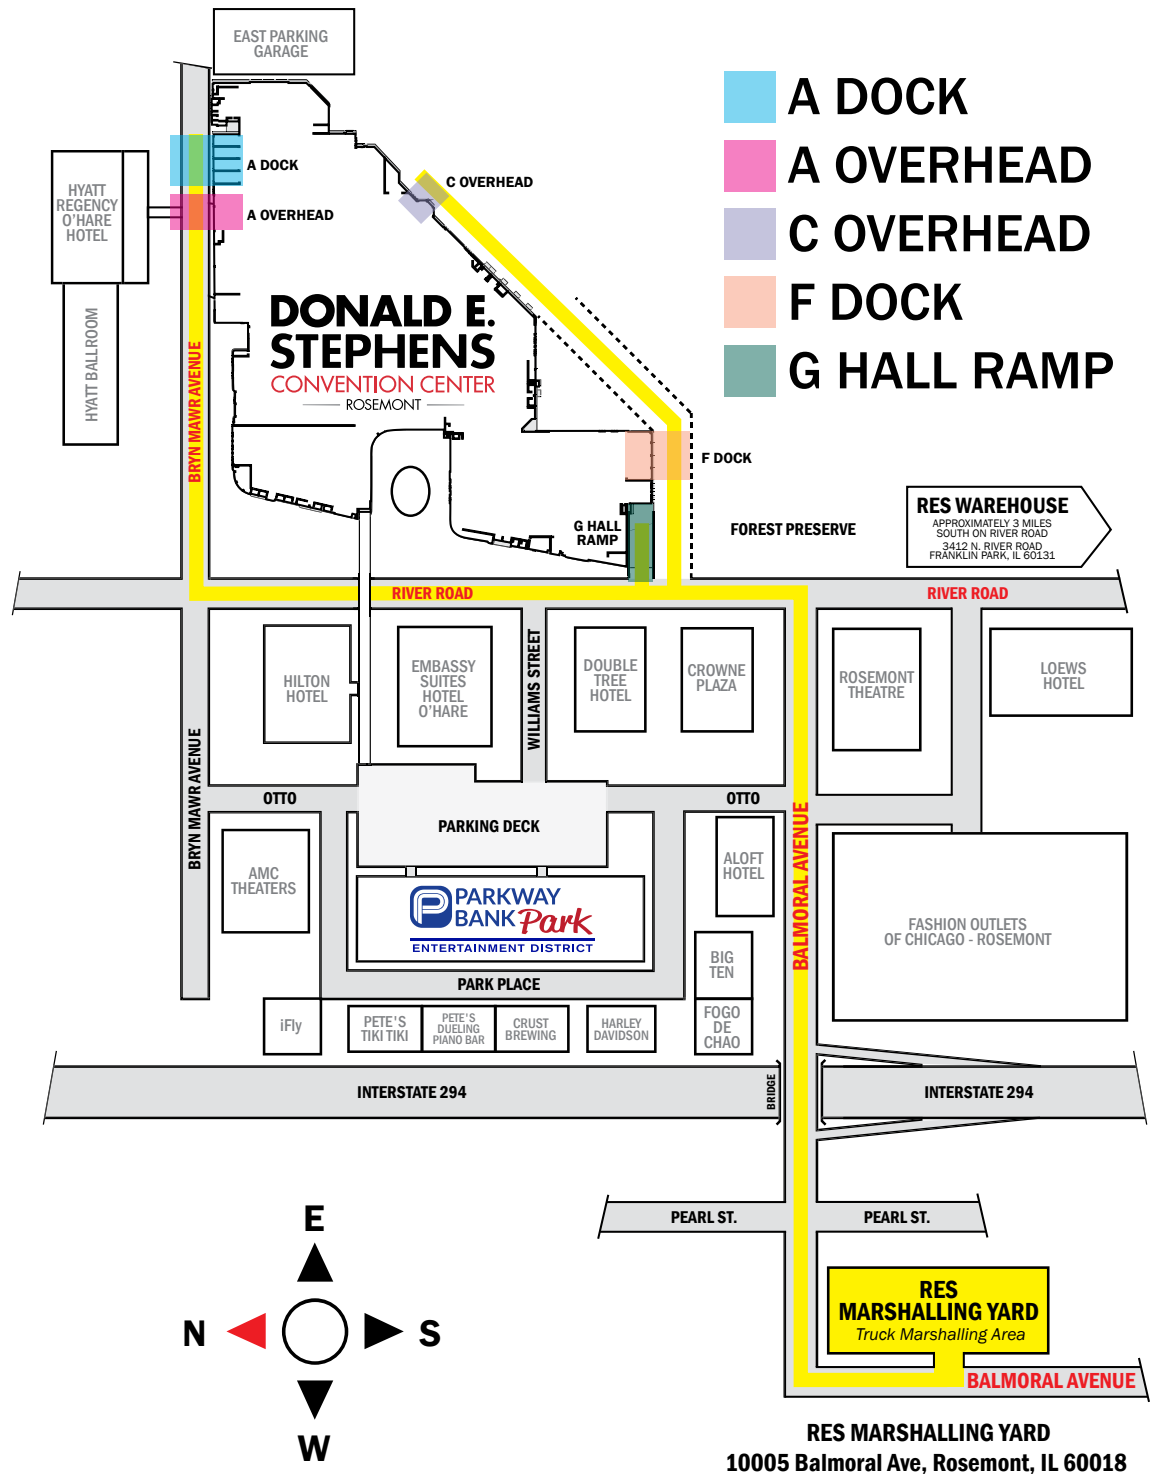 EAST PARKING
GARAGE
A DOCK
A OVERHEAD
C OVERHEAD
F DOCK
G HALL RAMP
A DOCK
A OVERHEAD
C OVERHEAD
HYATT
REGENCY
O'HARE
HOTEL
HYATT BALLROOM
BRYN MAWR AVENUE
DONALD E.
STEPHENS
CONVENTION CENTER
ROSEMONT
F DOCK
G HALL
RAMP
FOREST PRESERVE
RES WAREHOUSE
APPROXIMATELY 3 MILES
SOUTH ON RIVER ROAD
3412 N. RIVER ROAD
FRANKLIN PARK, IL 60131
RIVER ROAD
RIVER ROAD
HILTON
HOTEL
EMBASSY
SUITES
HOTEL
O'HARE
WILLIAMS STREET
DOUBLE
TREE
HOTEL
CROWNE
PLAZA
ROSEMONT
THEATRE
LOEWS
HOTEL
BRYN MAWR AVENUE
OTTO
PARKING DECK
OTTO
BALMORAL AVENUE
AMC
THEATERS
PARKWAY
BANK Park
ENTERTAINMENT DISTRICT
ALOFT
HOTEL
FASHION OUTLETS
OF CHICAGO - ROSEMONT
BIG
TEN
PARK PLACE
iFly
PETE'S
TIKI TIKI
PETE'S
DUELING
PIANO BAR
CRUST
BREWING
HARLEY
DAVIDSON
FOGO
DE
CHAO
INTERSTATE 294
BRIDGE
INTERSTATE 294
PEARL ST.
PEARL ST.
E
N
S
W
RES
MARSHALLING YARD
Truck Marshalling Area
BALMORAL AVENUE
RES MARSHALLING YARD
10005 Balmoral Ave, Rosemont, IL 60018